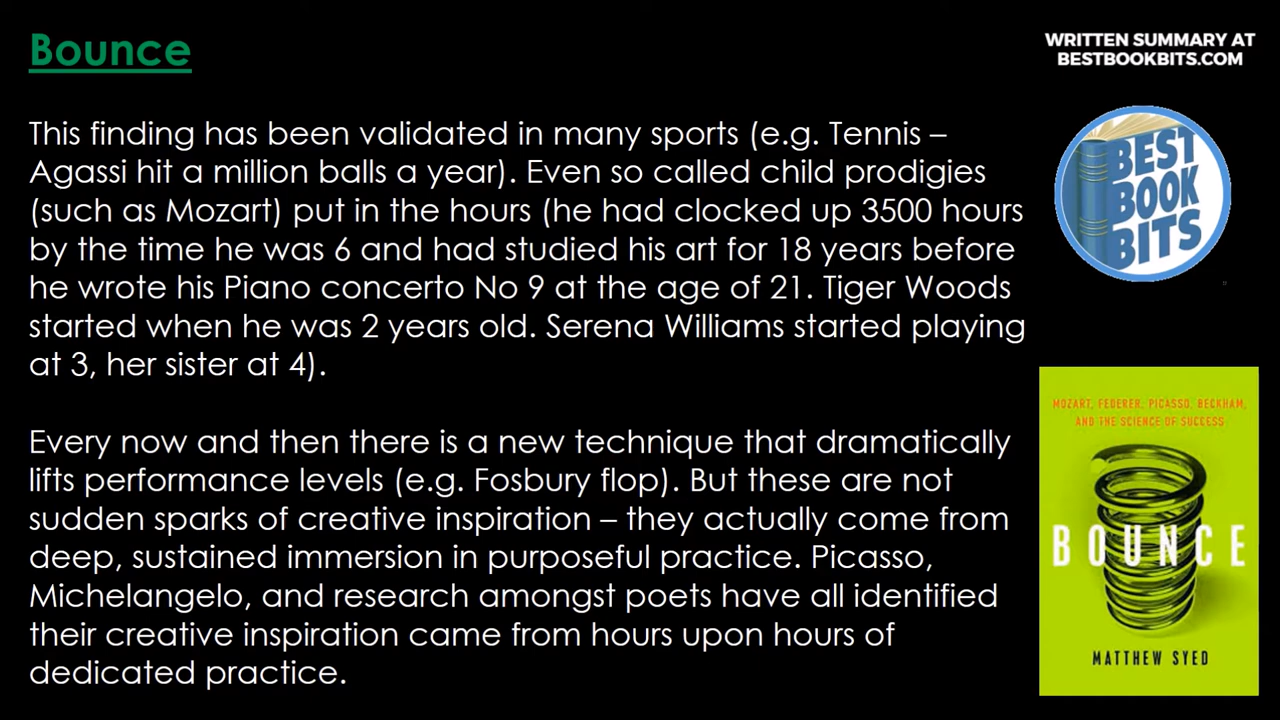 Bounce
WRITTEN SUMMARY AT
BESTBOOKBITS.COM
This finding has been validated in many sports (e.g. Tennis –
Agassi hit a million balls a year). Even so called child prodigies
(such as Mozart) put in the hours (he had clocked up 3500 hours
by the time he was 6 and had studied his art for 18 years before
he wrote his Piano concerto No 9 at the age of 21. Tiger Woods
started when he was 2 years old. Serena Williams started playing
at 3, her sister at 4).
Every now and then there is a new technique that dramatically
lifts performance levels (e.g. Fosbury flop). But these are not
sudden sparks of creative inspiration – they actually come from
deep, sustained immersion in purposeful practice. Picasso,
Michelangelo, and research amongst poets have all identified
their creative inspiration came from hours upon hours of
dedicated practice.
BEST
BOOK
BITS
MOZART, FEDERER, PICASSO, BECKHAM,
AND THE SCIENCE OF SUCCESS
BOUNCE
MATTHEW SYED